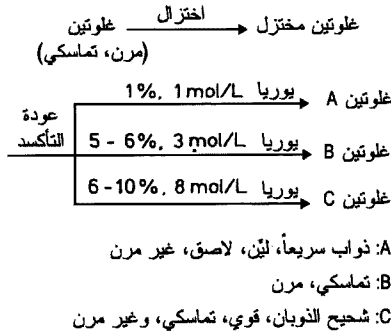 غلوتين اختزال غلوتين مختزل
(مرن، تماسكي)
عودة التأكسد
1%, 1 mol/L يوريا غلوتين A
5 - 6%, 3 mol/L يوريا غلوتين B
6 -10%, 8 mol/L يوريا غلوتين C
A: ذواب سريعاً، ليّن، لاصق، غير مرن
B: تماسكي، مرن
C: شحيح الذوبان، قوي، تماسكي، وغير مرن